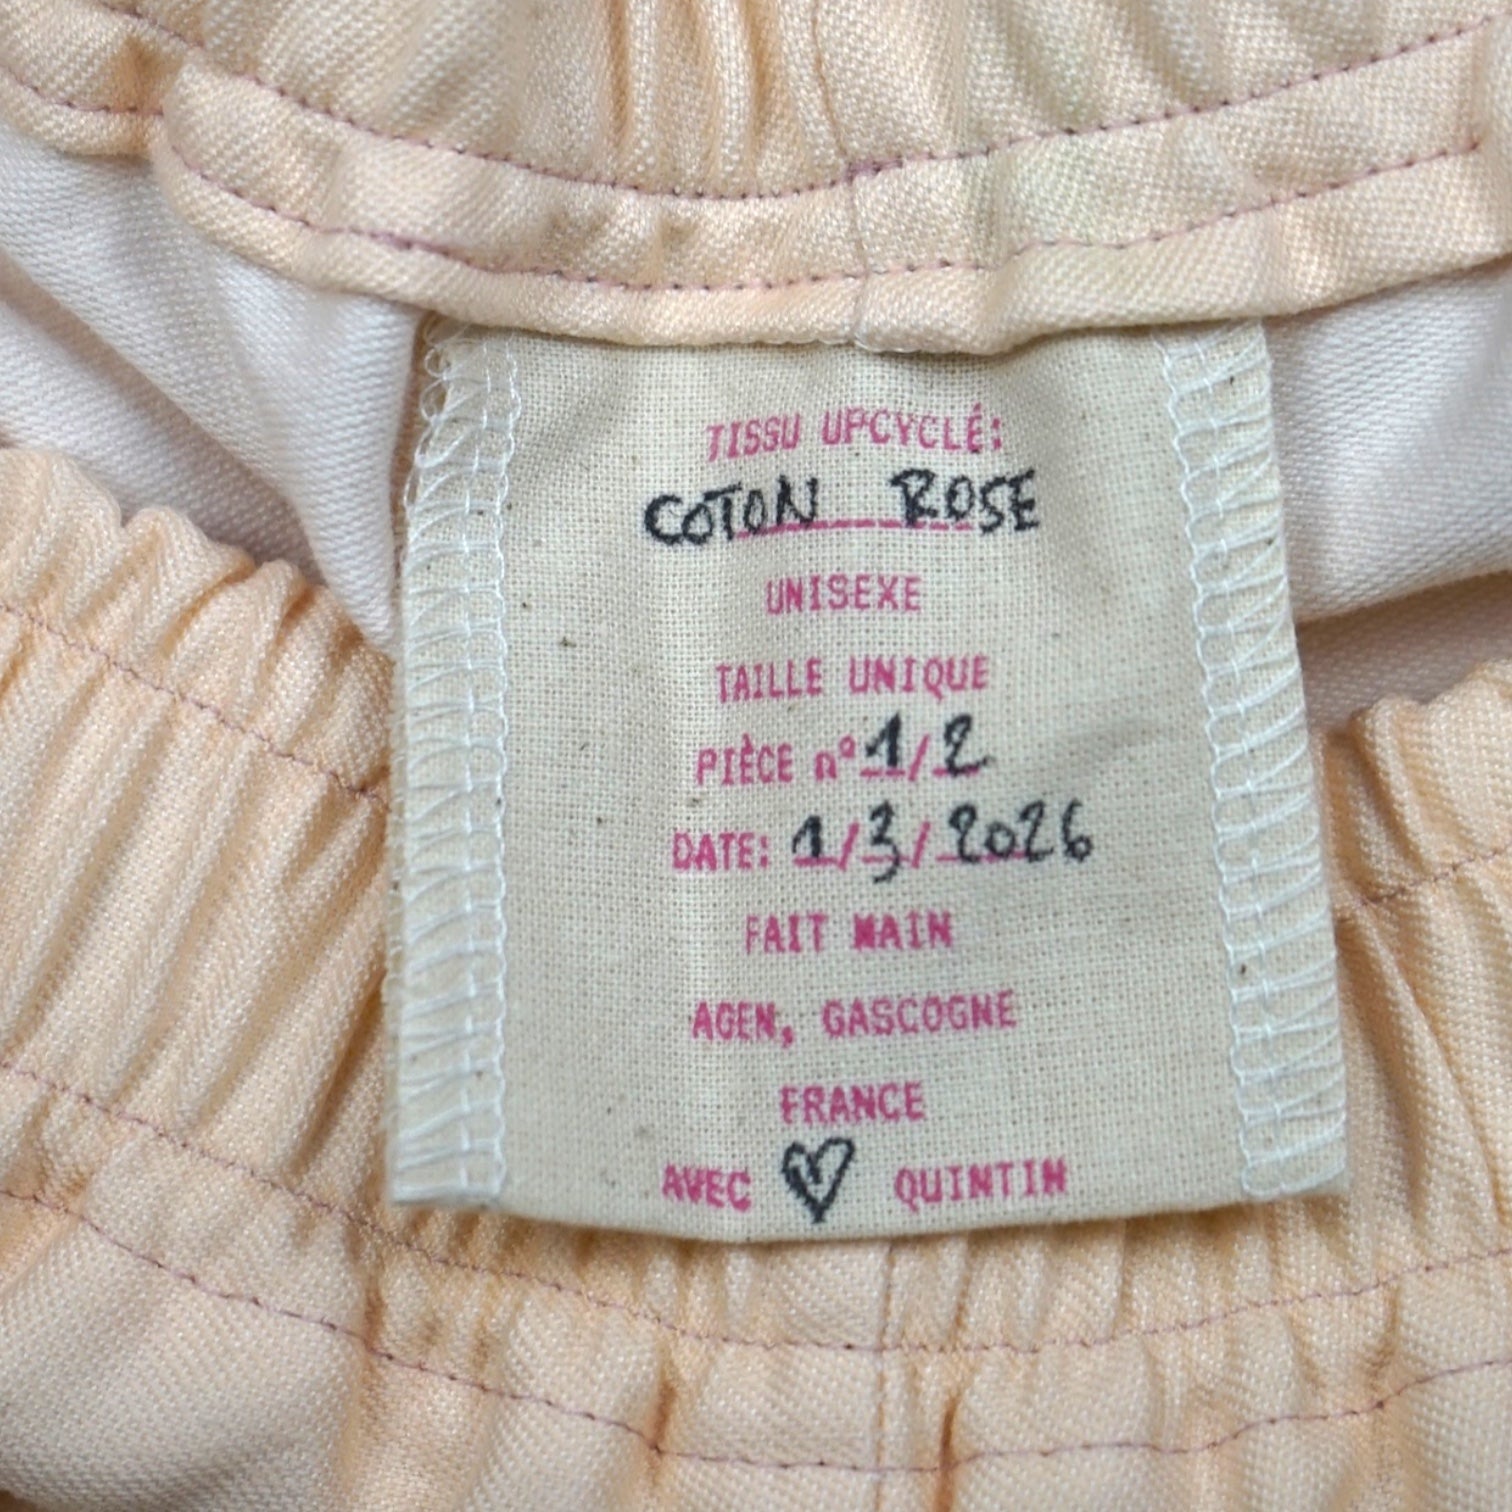 TISSU UPCYCLÉ:
COTON ROSE
UNISEXE
TAILLE UNIQUE
PIÈCE nº 1/2
DATE: 1/3/2026
FAIT MAIN
AGEN, GASCOGNE
FRANCE
AVEC ♡ QUINTIN